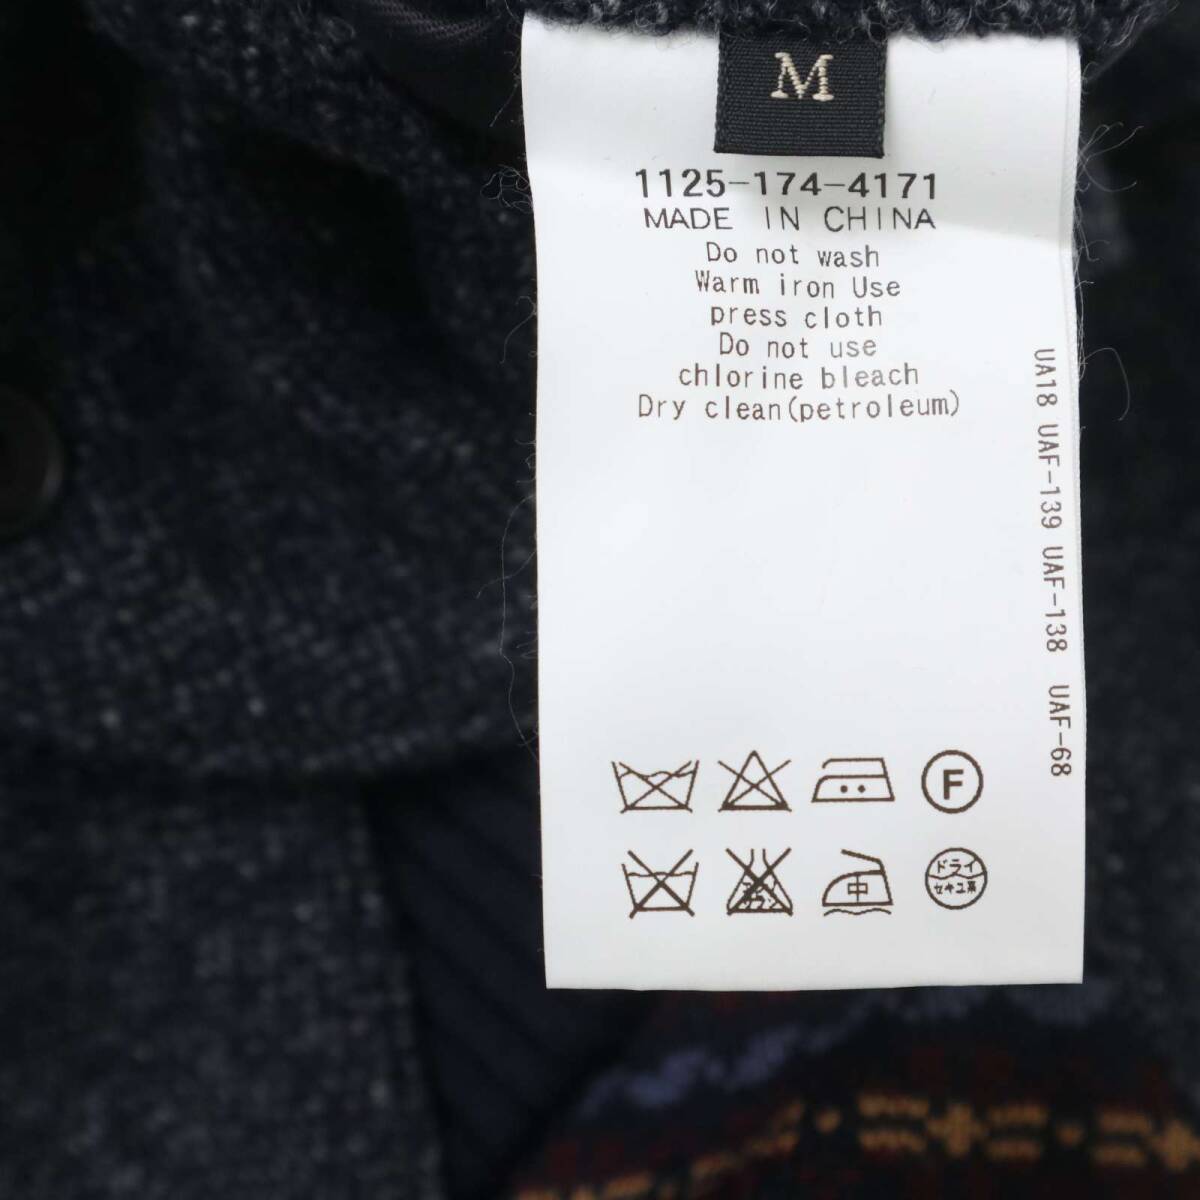 M
1125-174-4171
MADE IN CHINA
Do not wash
Warm iron Use
press cloth
Do not use
chlorine bleach
Dry clean(petroleum)
UA18 UAF-139 UAF-138 UAF-68
F
中
ドライ
セキユ系